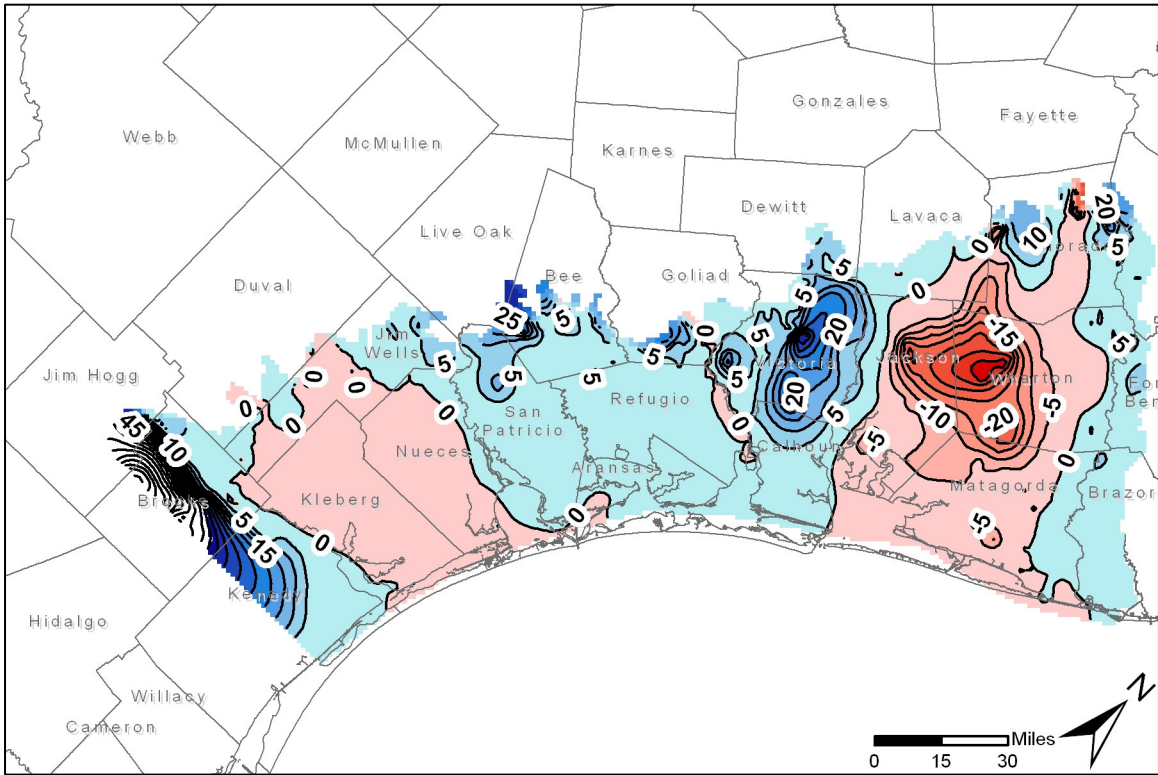 Gonzales
Fayette
Webb
McMullen
Karnes
Dewitt
Lavaca
0
10
20
5
Live Oak
Bee
Goliad
0
5
Duval
5
0
25
5
20
-15
Jim
Wells
5
5
0
5
-5
Jackson
Wharton
Jim Hogg
0
0
5
5
Refugio
5
20
-10
-5
0
0
San
Patricio
0
5
-20
45
10
Nueces
Calhoun
-5
0
Brooks
Kleberg
Aransas
Matagorda
5
0
0
-5
15
Kenedy
Hidalgo
Willacy
Cameron
N
Miles
0 15 30